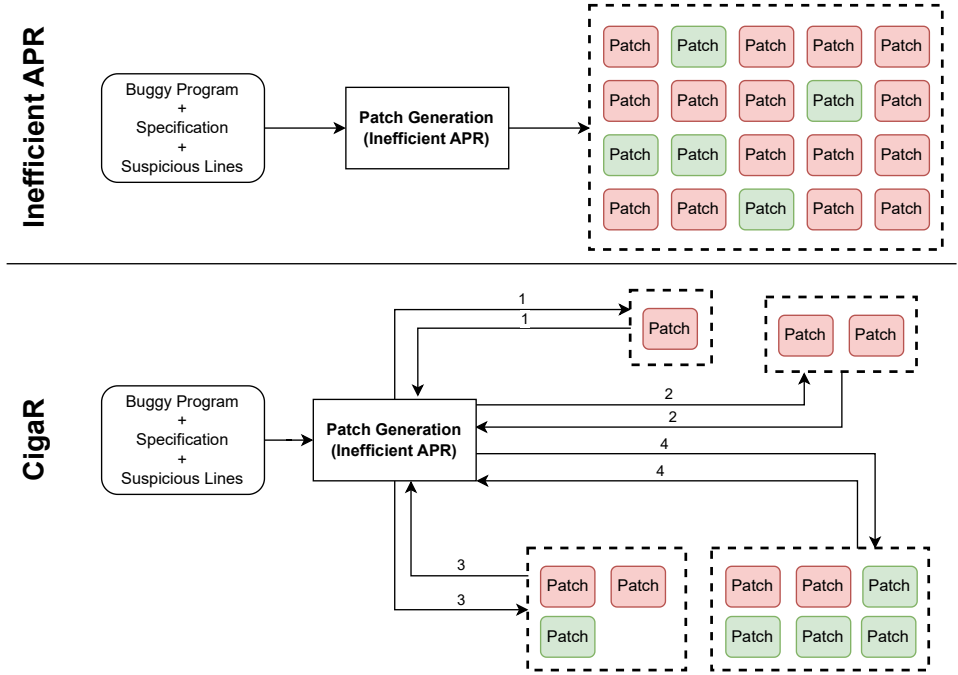 Inefficient APR
Buggy Program
+
Specification
+
Suspicious Lines
Patch Generation
(Inefficient APR)
Patch Patch Patch Patch Patch
Patch Patch Patch Patch Patch
Patch Patch Patch Patch Patch
Patch Patch Patch Patch Patch
CigaR
Buggy Program
+
Specification
+
Suspicious Lines
Patch Generation
(Inefficient APR)
1
1
Patch
Patch Patch
2
2
4
4
3
3
Patch Patch
Patch
Patch Patch Patch
Patch Patch Patch